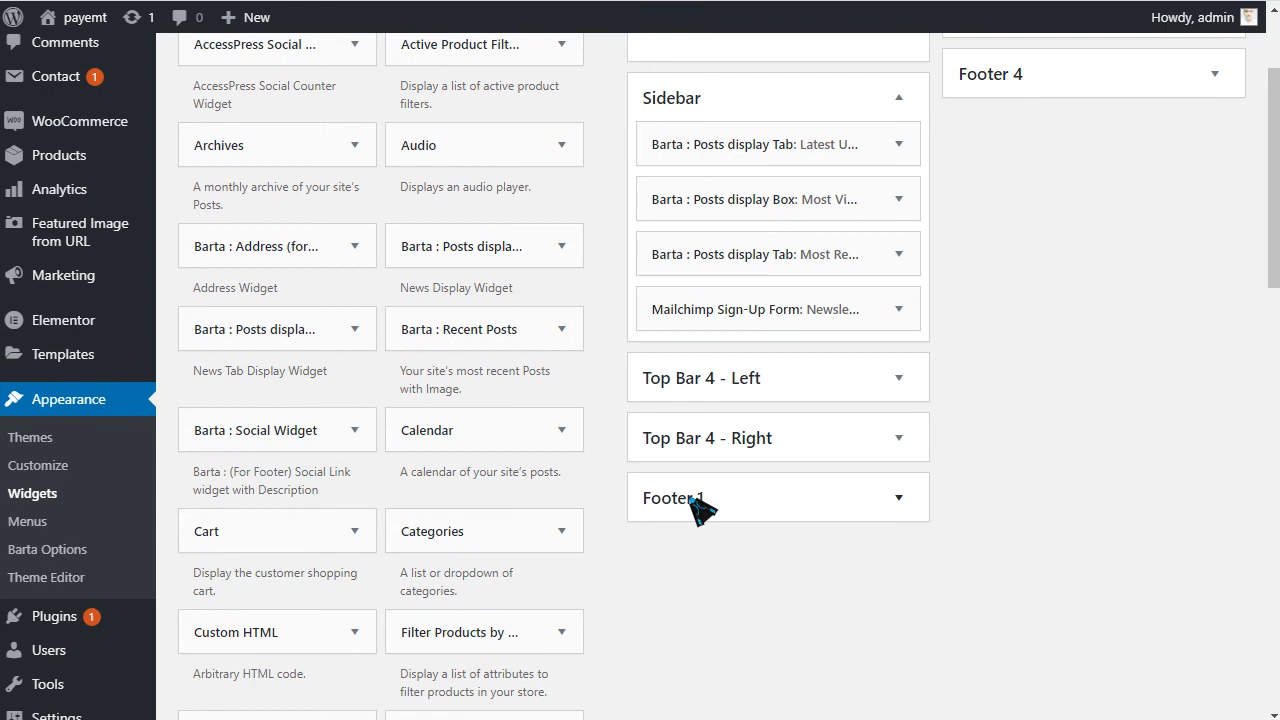 payemt
1
0
New
Howdy, admin
Comments
Contact 1
WooCommerce
Products
Analytics
Featured Image
from URL
Marketing
Elementor
Templates
Appearance
Themes
Customize
Widgets
Menus
Barta Options
Theme Editor
Plugins 1
Users
Tools
Settings
AccessPress Social ...
AccessPress Social Counter
Widget
Active Product Filt...
Display a list of active product
filters.
Archives
A monthly archive of your site's
Posts.
Audio
Displays an audio player.
Barta : Address (for...
Address Widget
Barta : Posts displa...
News Display Widget
Barta : Posts displa...
News Tab Display Widget
Barta : Recent Posts
Your site's most recent Posts
with Image.
Barta : Social Widget
Barta : (For Footer) Social Link
widget with Description
Calendar
A calendar of your site's posts.
Cart
Display the customer shopping
cart.
Categories
A list or dropdown of
categories.
Custom HTML
Arbitrary HTML code.
Filter Products by ...
Display a list of attributes to
filter products in your store.
Sidebar
Barta : Posts display Tab: Latest U...
Barta : Posts display Box: Most Vi...
Barta : Posts display Tab: Most Re...
Mailchimp Sign-Up Form: Newsle...
Top Bar 4 - Left
Top Bar 4 - Right
Footer 1
Footer 4